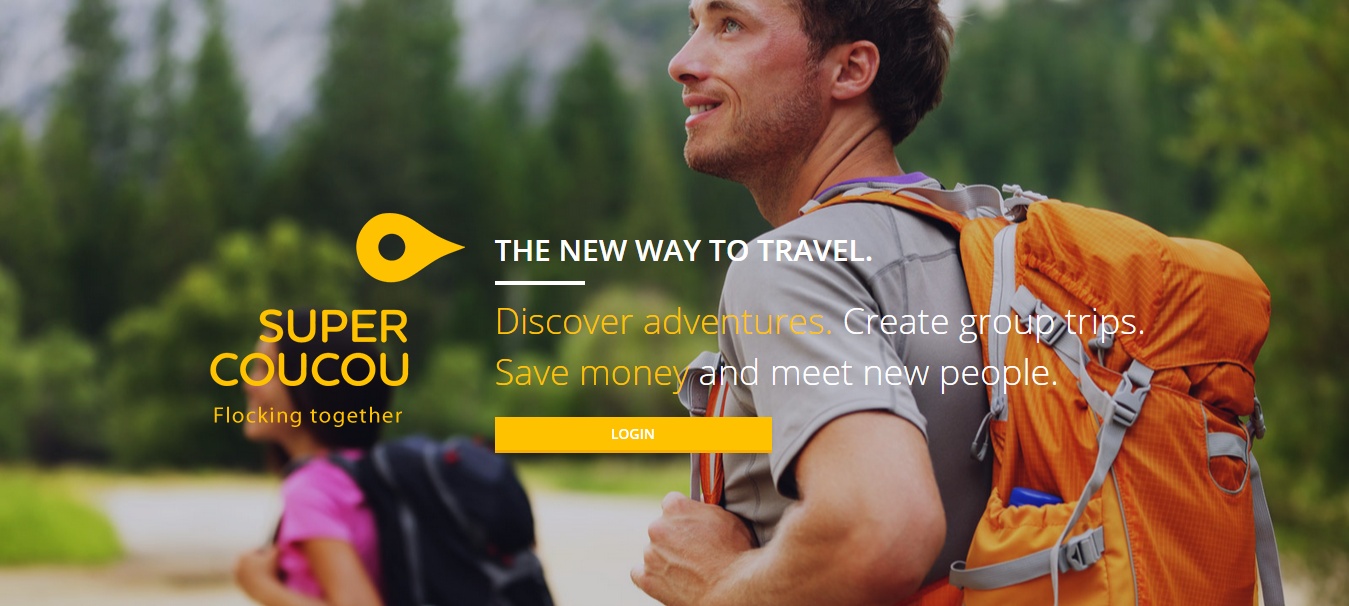 SUPER
COUCOU
Flocking together
THE NEW WAY TO TRAVEL.
Discover adventures. Create group trips.
Save money and meet new people.
LOGIN